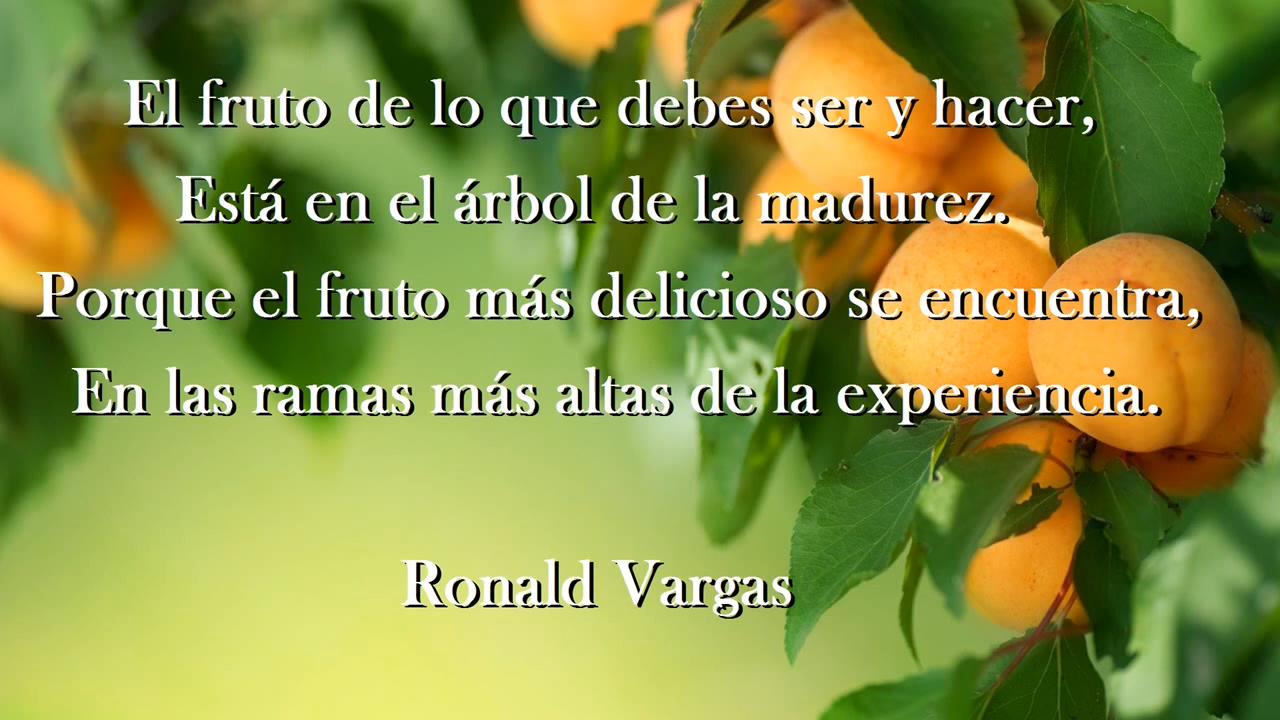 El fruto de lo que debes ser y hacer,
Está en el árbol de la madurez.
Porque el fruto más delicioso se encuentra,
En las ramas más altas de la experiencia.
Ronald Vargas